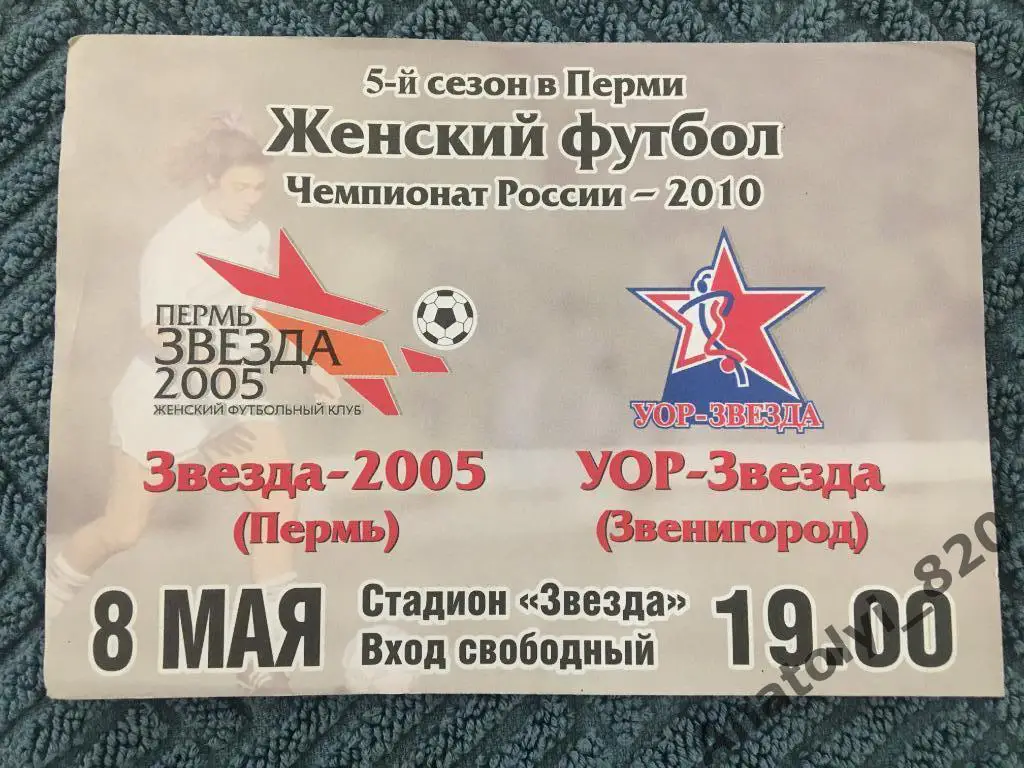 5-й сезон в Перми
Женский футбол
Чемпионат России – 2010
ПЕРМЬ
ЗВЕЗДА
2005
ЖЕНСКИЙ ФУТБОЛЬНЫЙ КЛУБ
УОР-ЗВЕЗДА
Звезда-2005
(Пермь)
УОР-Звезда
(Звенигород)
8 МАЯ
Стадион «Звезда»
Вход свободный
19.00
anatolyi_820